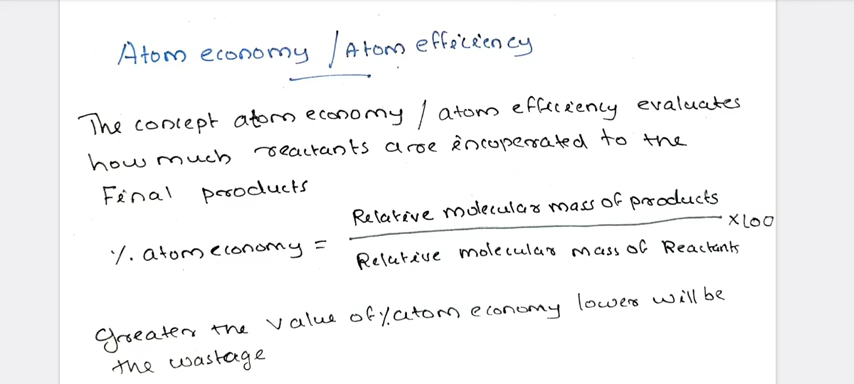 Atom economy / Atom efficiency
The concept atom economy / atom efficiency evaluates
how much reactants are incoperated to the
Final products
% atom economy = Relative molecular mass of products / Relative molecular mass of Reactants × 100
Greater the value of % atom economy lower will be
the wastage